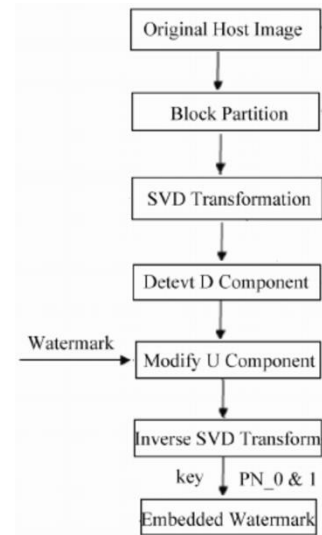 Original Host Image
Block Partition
SVD Transformation
Detevt D Component
Watermark
Modify U Component
Inverse SVD Transform
key PN_0 & 1
Embedded Watermark